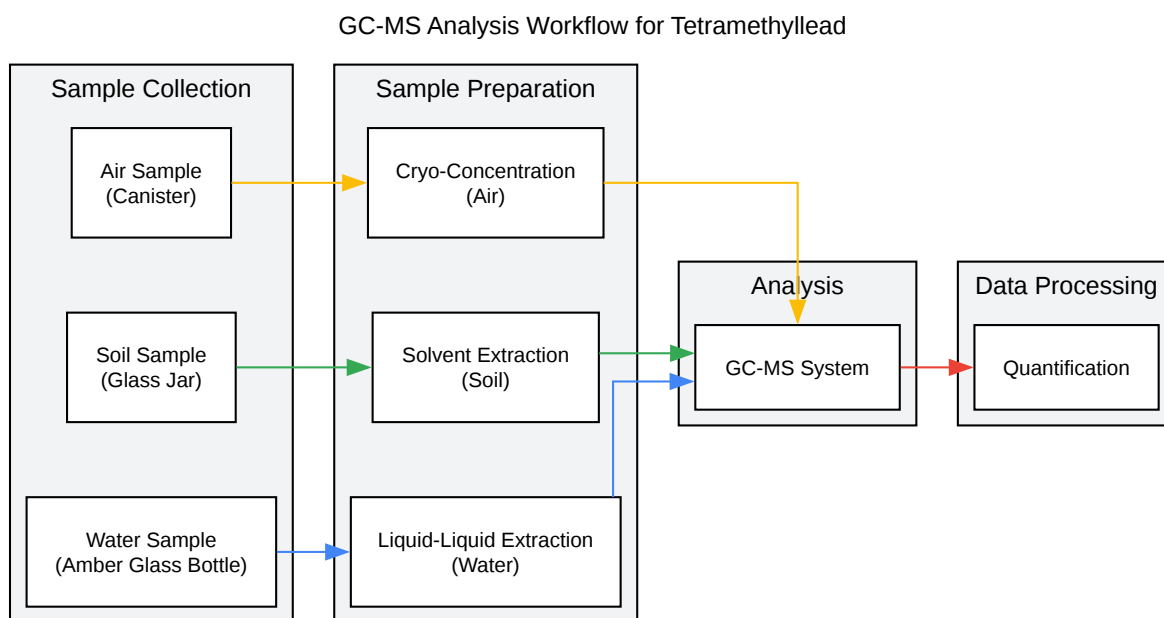 GC-MS Analysis Workflow for Tetramethyllead
Sample Collection
Air Sample
(Canister)
Soil Sample
(Glass Jar)
Water Sample
(Amber Glass Bottle)
Sample Preparation
Cryo-Concentration
(Air)
Solvent Extraction
(Soil)
Liquid-Liquid Extraction
(Water)
Analysis
GC-MS System
Data Processing
Quantification